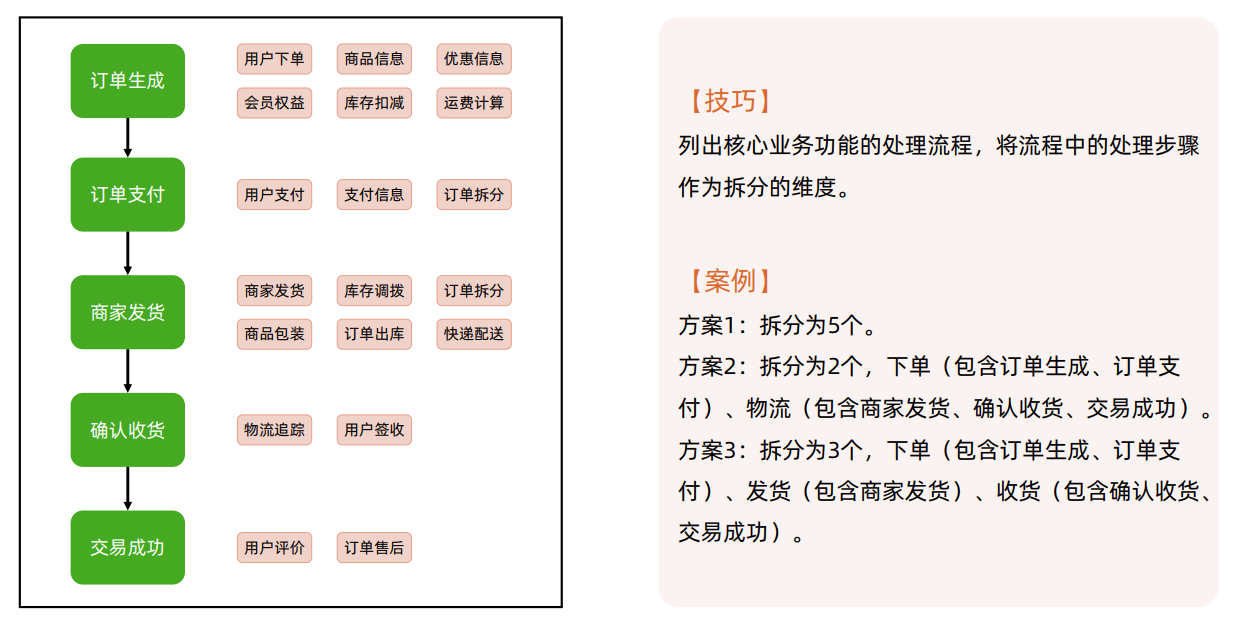 订单生成
用户下单 商品信息 优惠信息
会员权益 库存扣减 运费计算
订单支付
用户支付 支付信息 订单拆分
商家发货
商家发货 库存调拨 订单拆分
商品包装 订单出库 快递配送
确认收货
物流追踪 用户签收
交易成功
用户评价 订单售后
【技巧】
列出核心业务功能的处理流程，将流程中的处理步骤
作为拆分的维度。
【案例】
方案1：拆分为5个。
方案2：拆分为2个，下单（包含订单生成、订单支
付）、物流（包含商家发货、确认收货、交易成功）。
方案3：拆分为3个，下单（包含订单生成、订单支
付）、发货（包含商家发货）、收货（包含确认收货、
交易成功）。